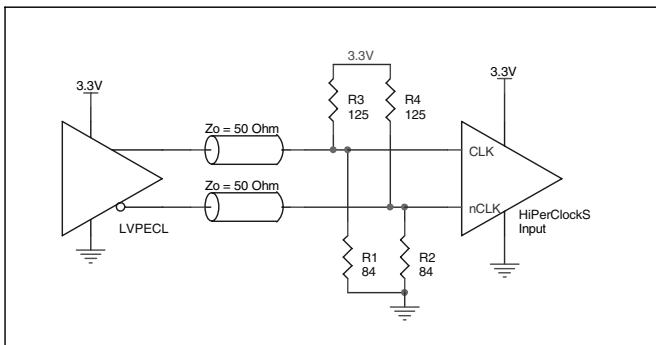 3.3V
3.3V
3.3V
R3
125
R4
125
Zo = 50 Ohm
CLK
Zo = 50 Ohm
nCLK
HiPerClockS
Input
LVPECL
R1
84
R2
84